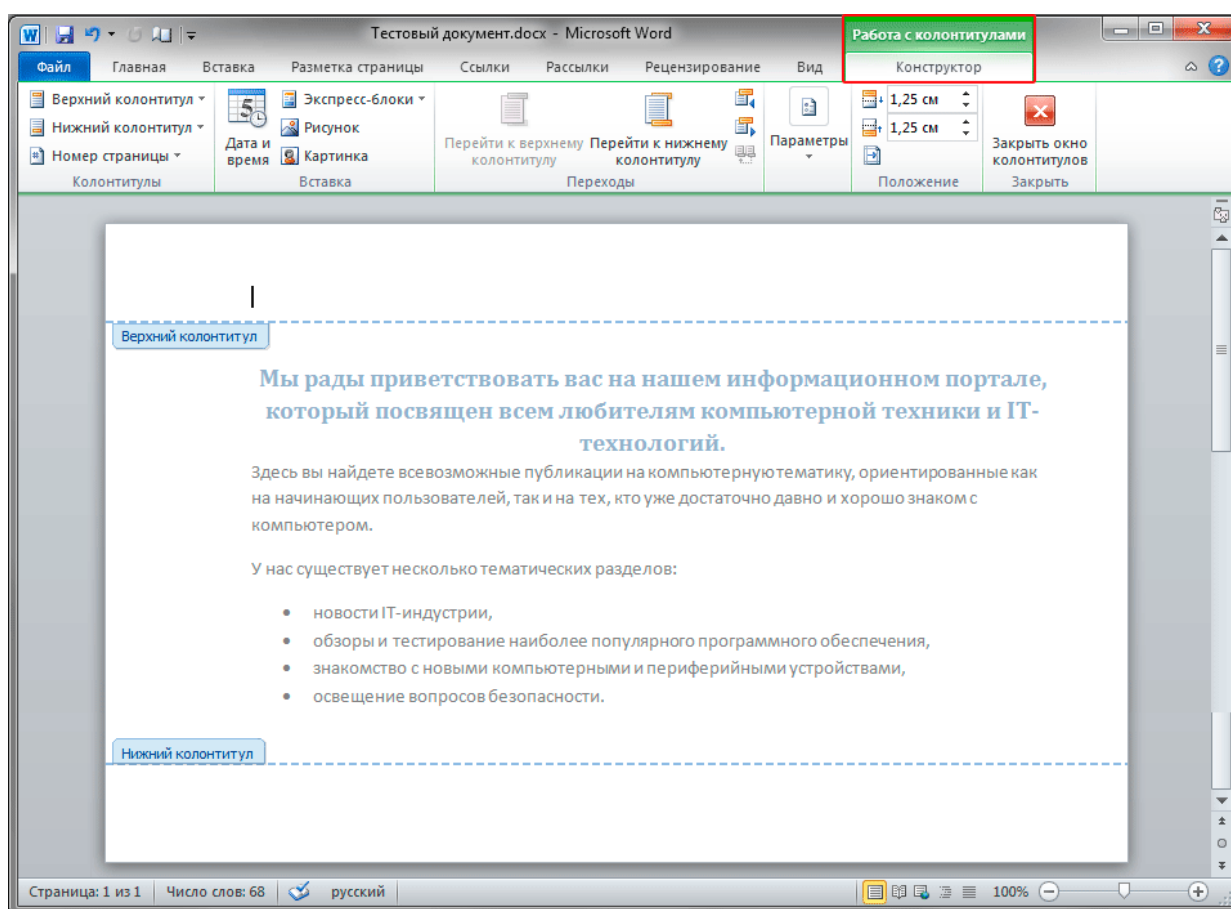 Тестовый документ.docx - Microsoft Word
Работа с колонтитулами
Файл Главная Вставка Разметка страницы Ссылки Рассылки Рецензирование Вид Конструктор
Верхний колонтитул
Нижний колонтитул
Номер страницы
Колонтитулы
5
Дата и
время
Экспресс-блоки
Рисунок
Картинка
Вставка
Перейти к верхнему
колонтитулу
Перейти к нижнему
колонтитулу
Переходы
Параметры
1,25 см
1,25 см
Положение
Закрыть окно
колонтитулов
Закрыть
Верхний колонтитул
Мы рады приветствовать вас на нашем информационном портале,
который посвящен всем любителям компьютерной техники и IT-
технологий.
Здесь вы найдете всевозможные публикации на компьютерную тематику, ориентированные как
на начинающих пользователей, так и на тех, кто уже достаточно давно и хорошо знаком с
компьютером.
У нас существует несколько тематических разделов:
• новости IT-индустрии,
• обзоры и тестирование наиболее популярного программного обеспечения,
• знакомство с новыми компьютерными и периферийными устройствами,
• освещение вопросов безопасности.
Нижний колонтитул
Страница: 1 из 1 Число слов: 68 русский 100%